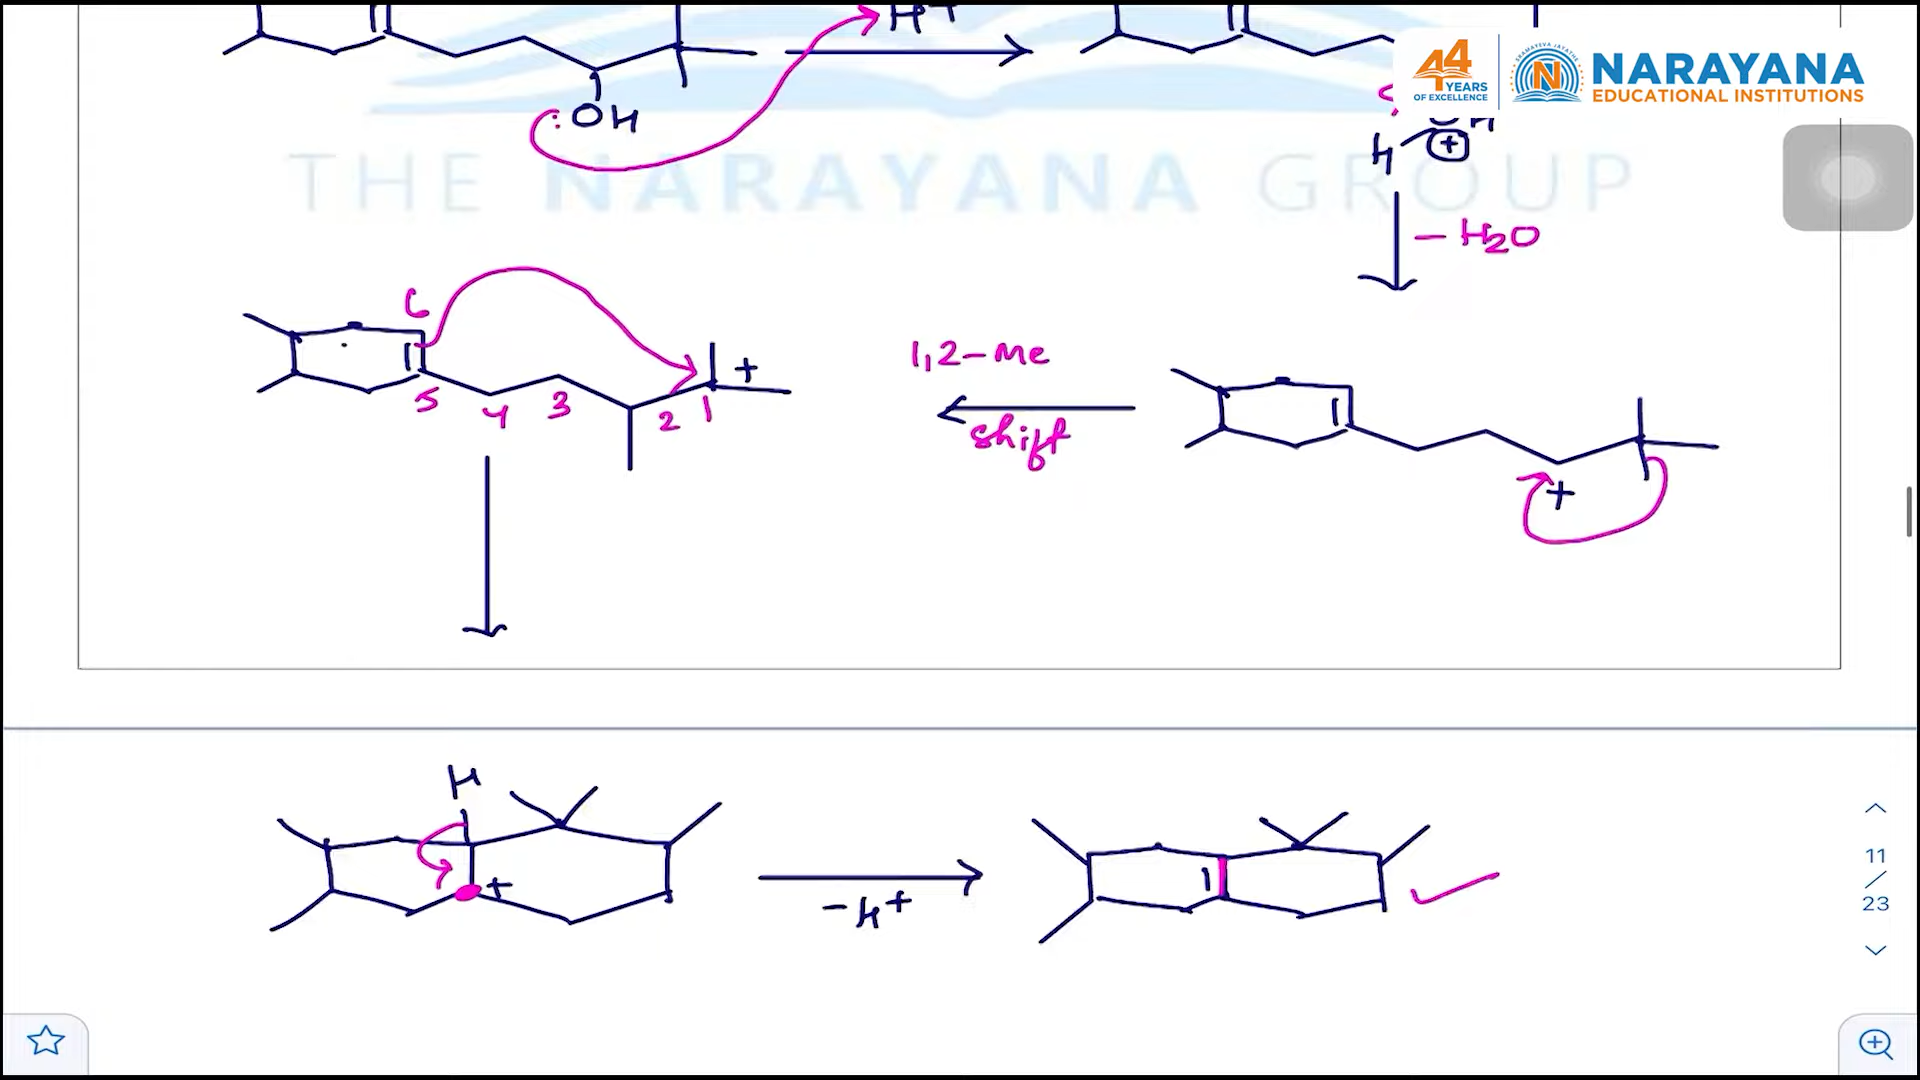 H+
44 YEARS OF EXCELLENCE
NARAYANA
EDUCATIONAL INSTITUTIONS
:OH
H OH
+
THE NARAYANA GROUP
- H2O
6
1,2-Me
shift
+
5 4 3 2 1
+
H
+
-H+
11
/
23